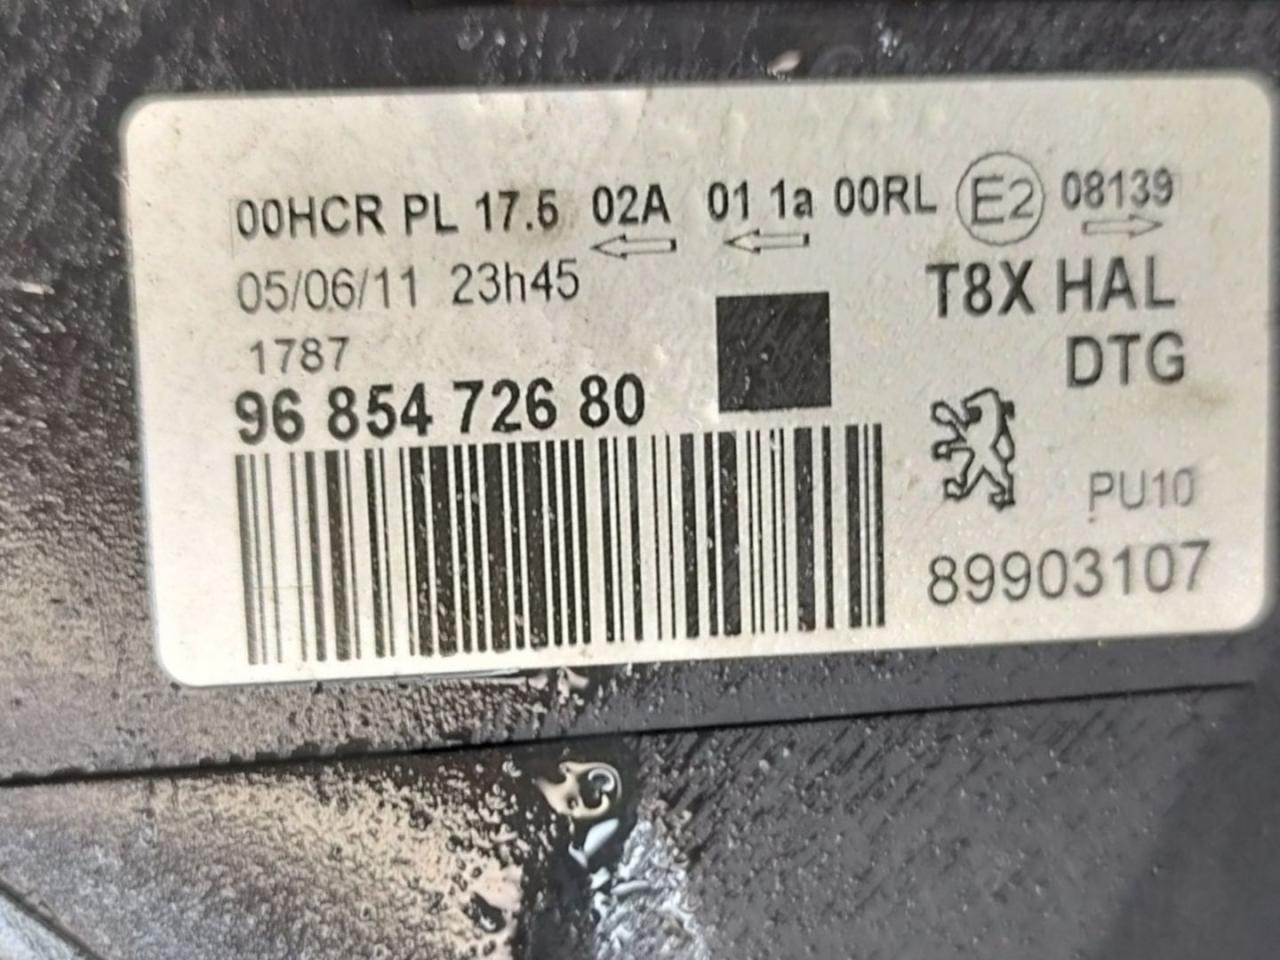 00HCR PL 17.5 02A 01 1a 00RL E2 08139
05/06/11 23h45
T8X HAL
1787
DTG
96 854 726 80
PU10
89903107